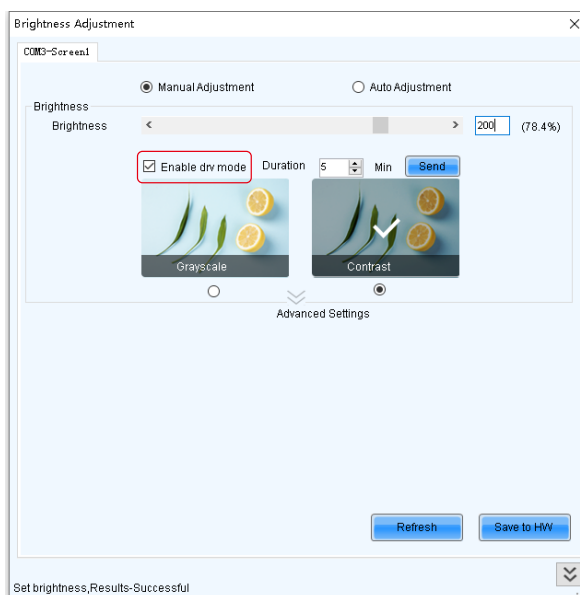 Brightness Adjustment
COM3-Screen1
Manual Adjustment Auto Adjustment
Brightness
Brightness 200 (78.4%)
Enable dry mode Duration 5 Min Send
Grayscale Contrast
Advanced Settings
Refresh Save to HW
Set brightness,Results-Successful